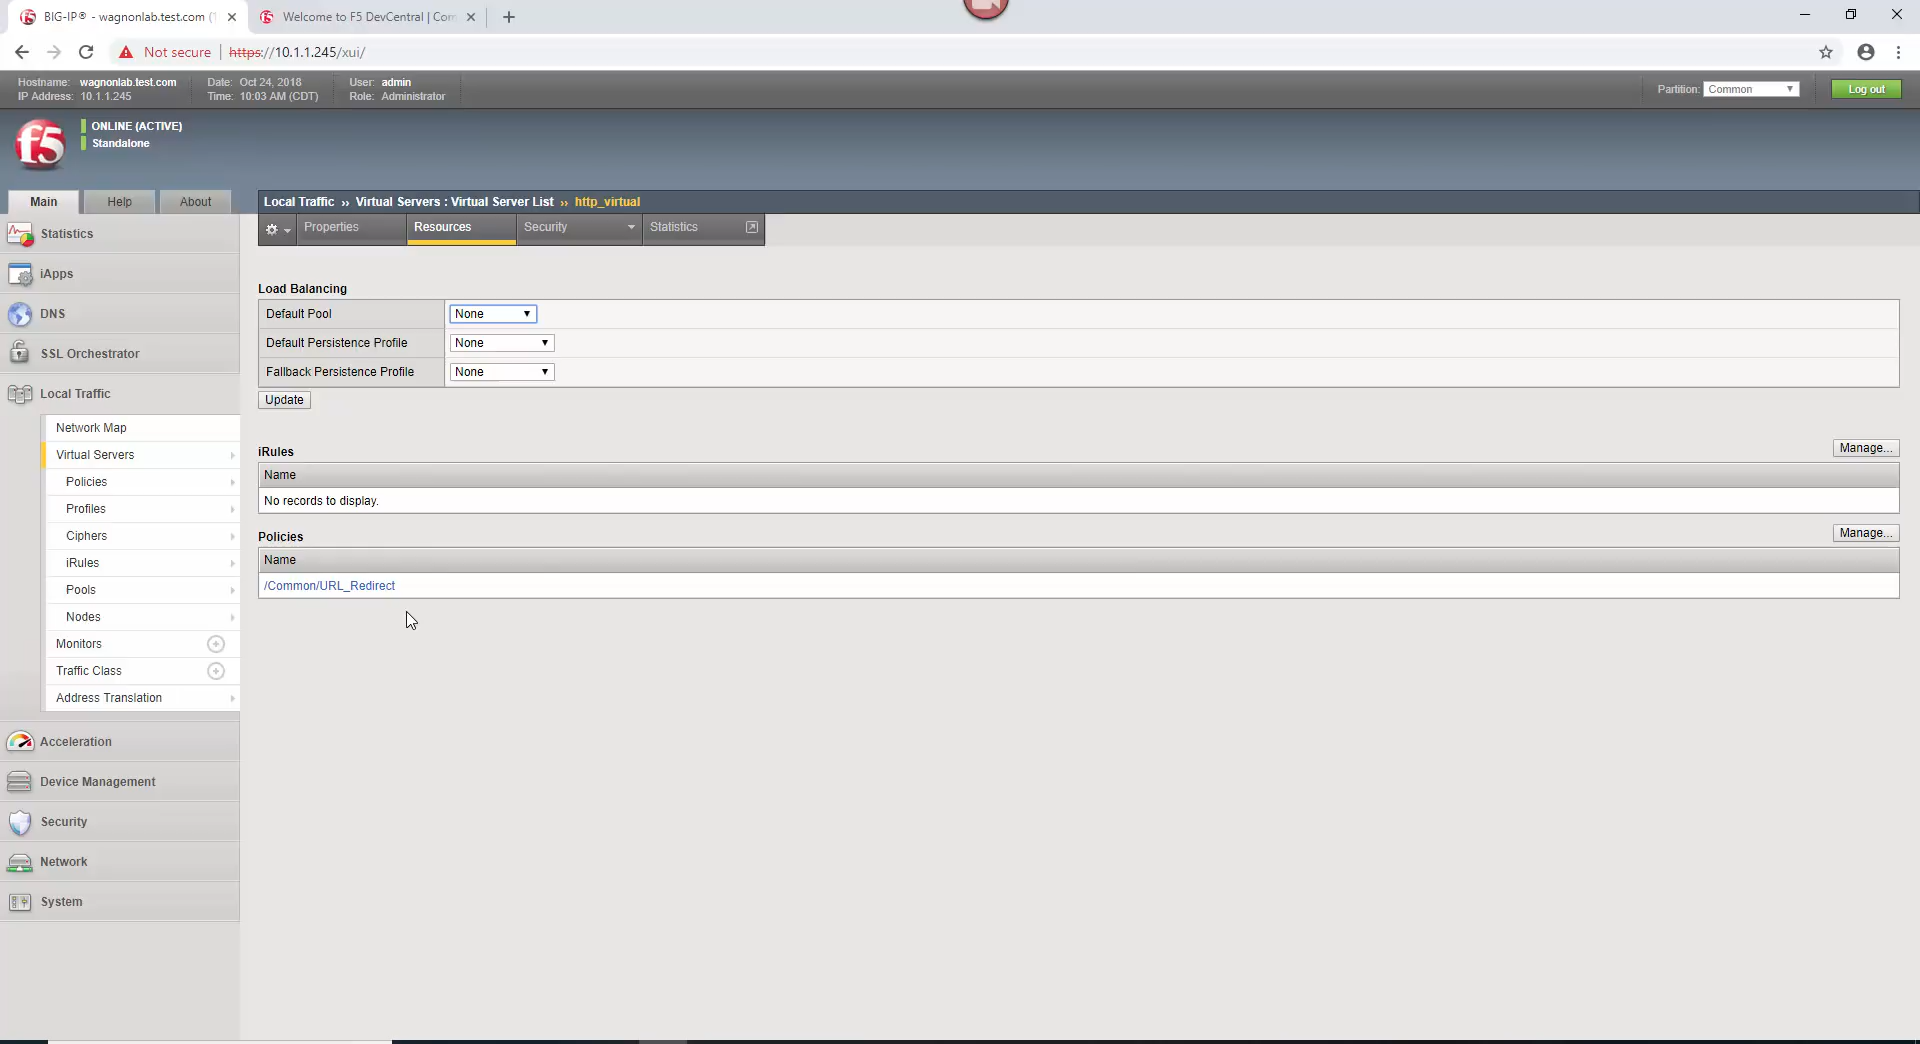 BIG-IP® - wagnonlab.test.com (
Welcome to F5 DevCentral | Com
Not secure
https://10.1.1.245/xui/
Hostname: wagnonlab.test.com
Date: Oct 24, 2018
User: admin
IP Address: 10.1.1.245
Time: 10:03 AM (CDT)
Role: Administrator
Partition: Common
Log out
f5
ONLINE (ACTIVE)
Standalone
Main
Help
About
Local Traffic ›› Virtual Servers : Virtual Server List ›› http_virtual
Properties
Resources
Security
Statistics
Statistics
iApps
DNS
SSL Orchestrator
Local Traffic
Network Map
Virtual Servers
Policies
Profiles
Ciphers
iRules
Pools
Nodes
Monitors
Traffic Class
Address Translation
Acceleration
Device Management
Security
Network
System
Load Balancing
Default Pool
None
Default Persistence Profile
None
Fallback Persistence Profile
None
Update
iRules
Manage...
Name
No records to display.
Policies
Manage...
Name
/Common/URL_Redirect